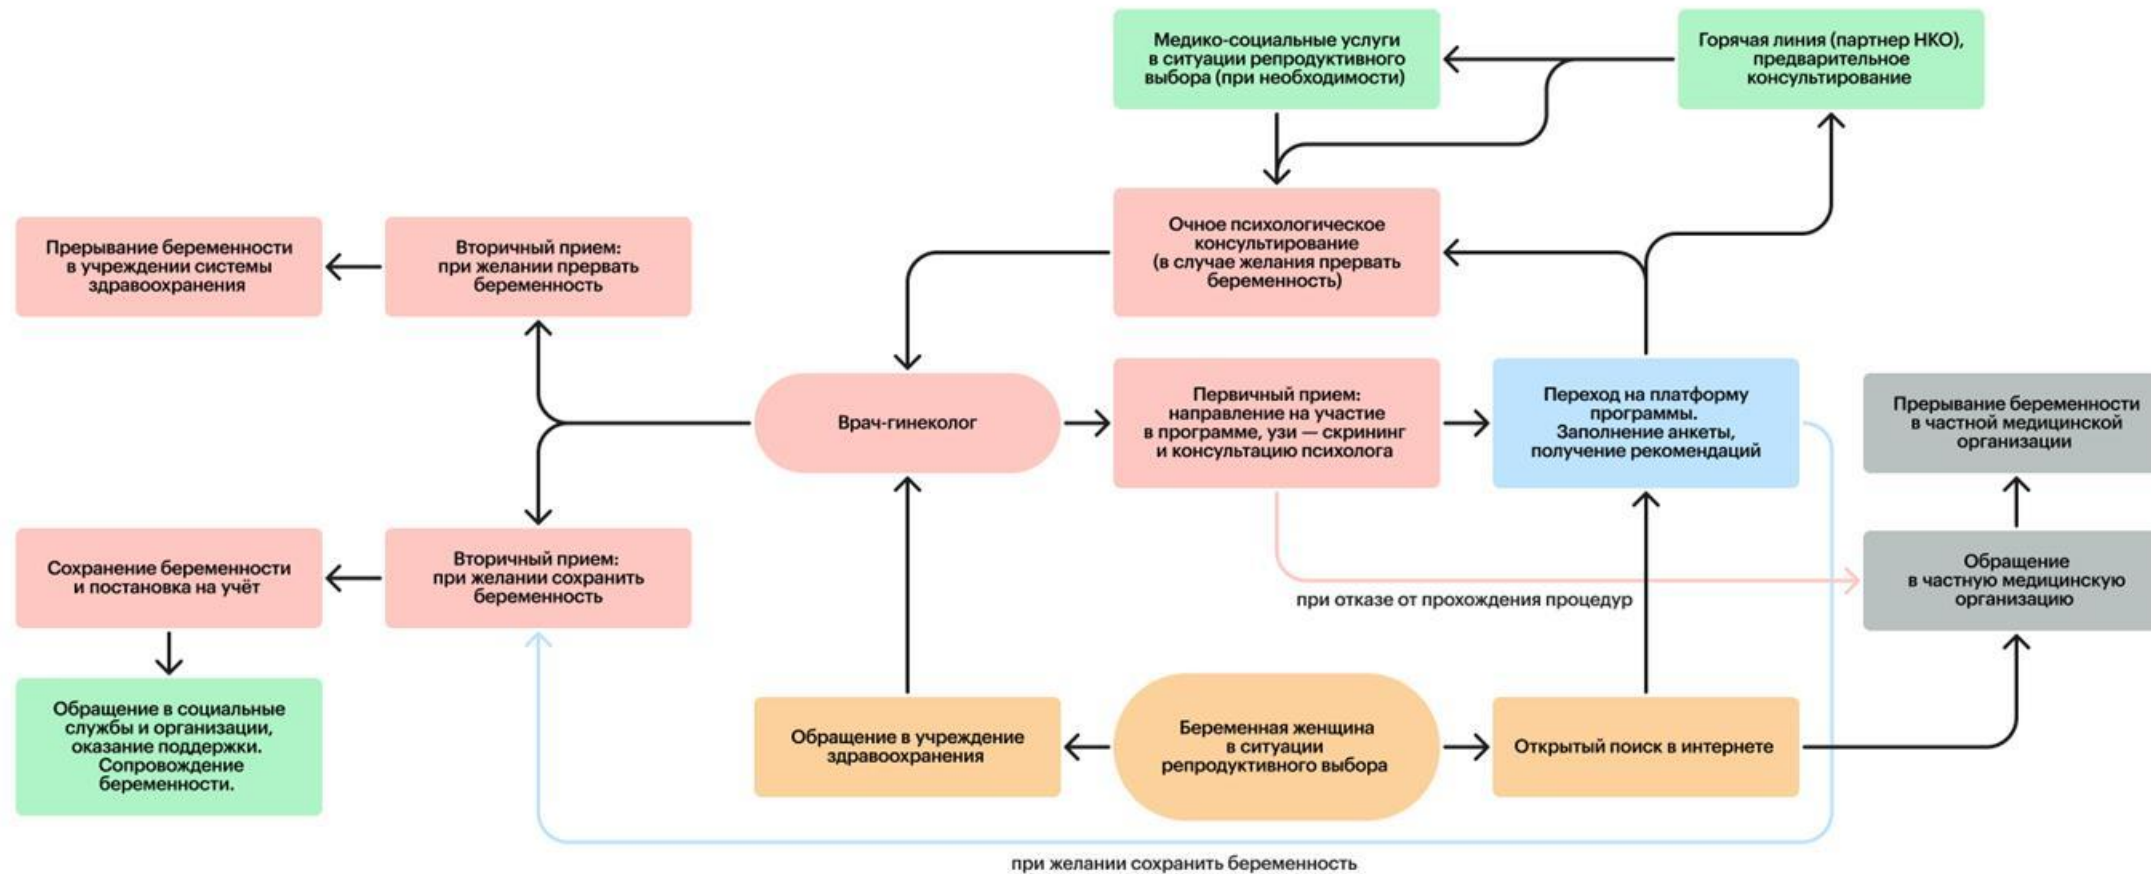 Медико-социальные услуги
в ситуации репродуктивного
выбора (при необходимости)
Горячая линия (партнер НКО),
предварительное
консультирование
Прерывание беременности
в учреждении системы
здравоохранения
Вторичный прием:
при желании прервать
беременность
Очное психологическое
консультирование
(в случае желания прервать
беременность)
Врач-гинеколог
Первичный прием:
направление на участие
в программе, узи — скрининг
и консультацию психолога
Переход на платформу
программы.
Заполнение анкеты,
получение рекомендаций
Прерывание беременности
в частной медицинской
организации
Сохранение беременности
и постановка на учёт
Вторичный прием:
при желании сохранить
беременность
при отказе от прохождения процедур
Обращение
в частную медицинскую
организацию
Обращение в социальные
службы и организации,
оказание поддержки.
Сопровождение
беременности.
Обращение в учреждение
здравоохранения
Беременная женщина
в ситуации
репродуктивного выбора
Открытый поиск в интернете
при желании сохранить беременность